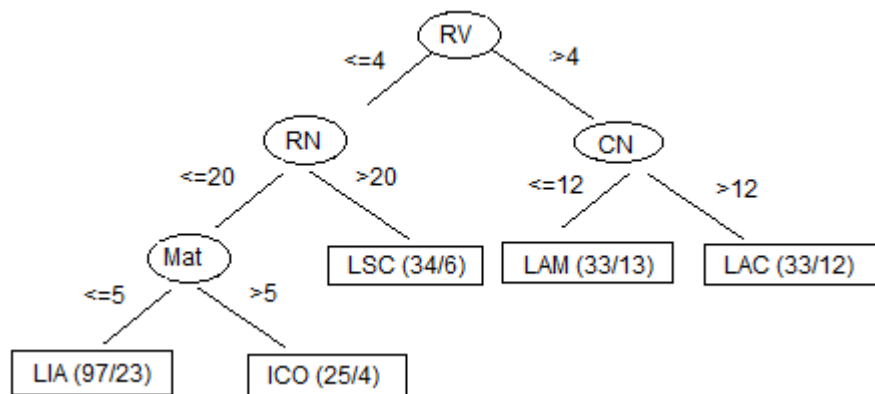 RV
<=4
>4
RN
CN
<=20
>20
<=12
>12
Mat
LSC (34/6)
LAM (33/13)
LAC (33/12)
<=5
>5
LIA (97/23)
ICO (25/4)